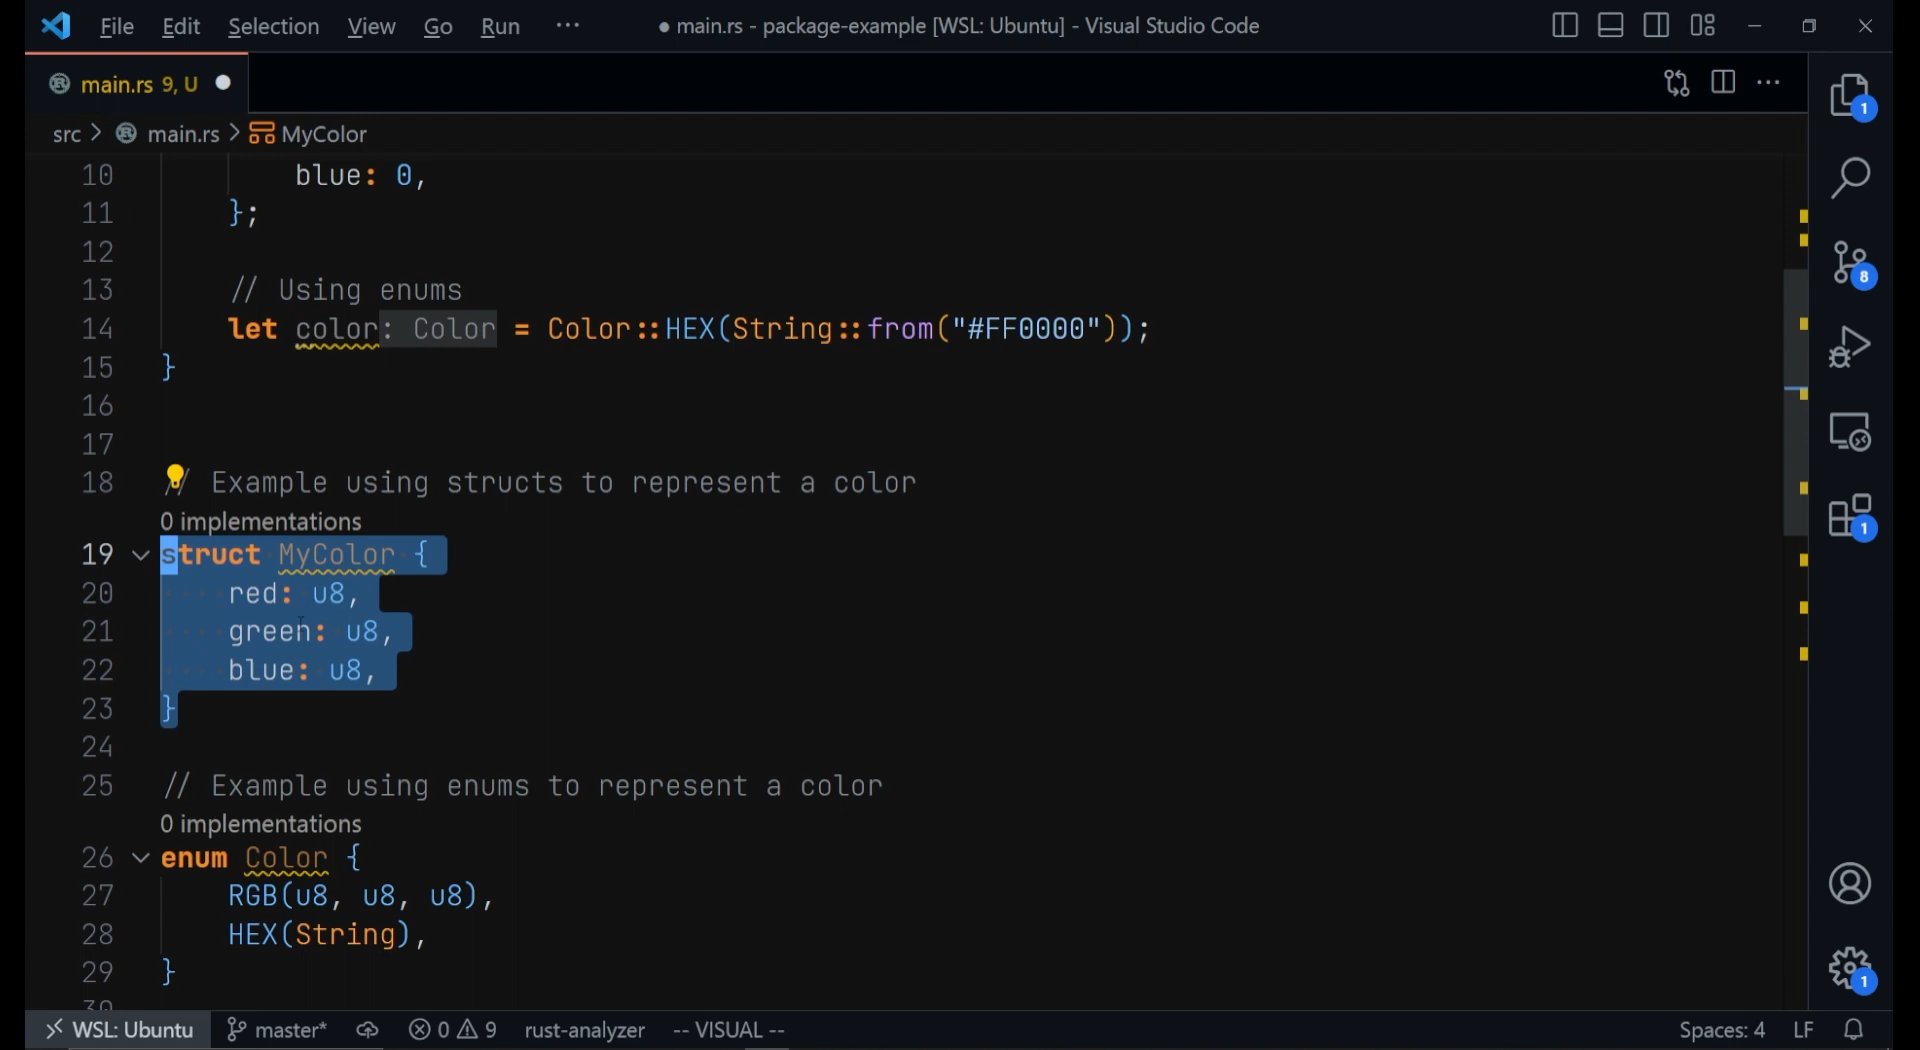 File Edit Selection View Go Run ··· ● main.rs - package-example [WSL: Ubuntu] - Visual Studio Code
main.rs 9, U ●
src > main.rs > MyColor
10 blue: 0,
11 };
12
13 // Using enums
14 let color: Color = Color::HEX(String::from("#FF0000"));
15 }
16
17
18 // Example using structs to represent a color
0 implementations
19 struct MyColor {
20 red: u8,
21 green: u8,
22 blue: u8,
23 }
24
25 // Example using enums to represent a color
0 implementations
26 enum Color {
27 RGB(u8, u8, u8),
28 HEX(String),
29 }
30
1
8
1
1
WSL: Ubuntu master* 0 9 rust-analyzer -- VISUAL -- Spaces: 4 LF